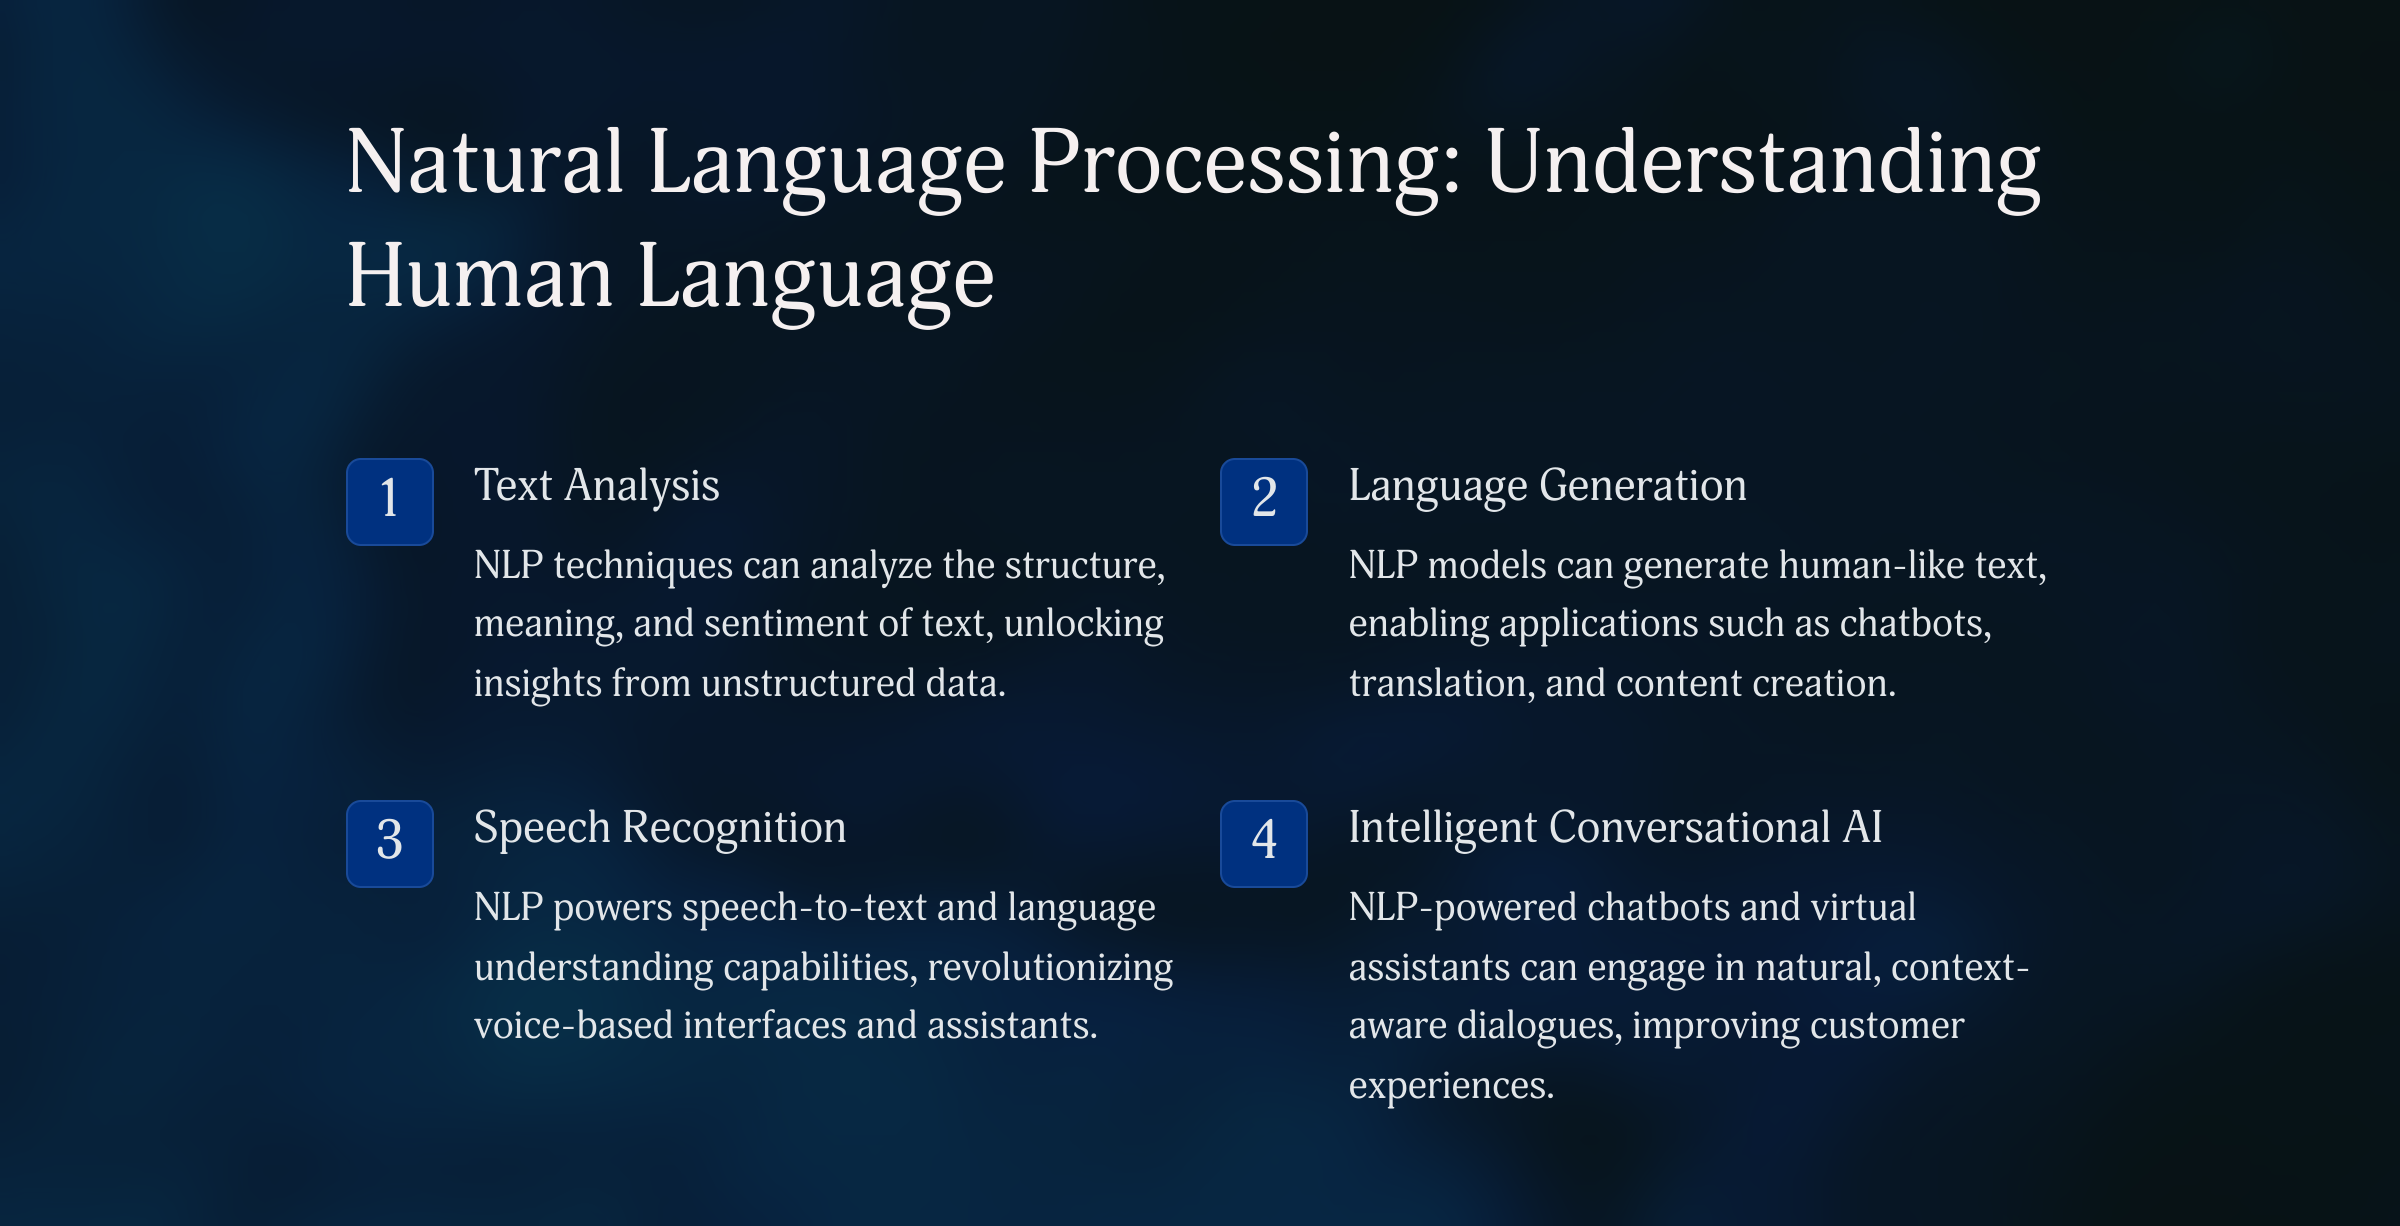 Natural Language Processing: Understanding
Human Language
1
Text Analysis
NLP techniques can analyze the structure,
meaning, and sentiment of text, unlocking
insights from unstructured data.
2
Language Generation
NLP models can generate human-like text,
enabling applications such as chatbots,
translation, and content creation.
3
Speech Recognition
NLP powers speech-to-text and language
understanding capabilities, revolutionizing
voice-based interfaces and assistants.
4
Intelligent Conversational AI
NLP-powered chatbots and virtual
assistants can engage in natural, context-
aware dialogues, improving customer
experiences.